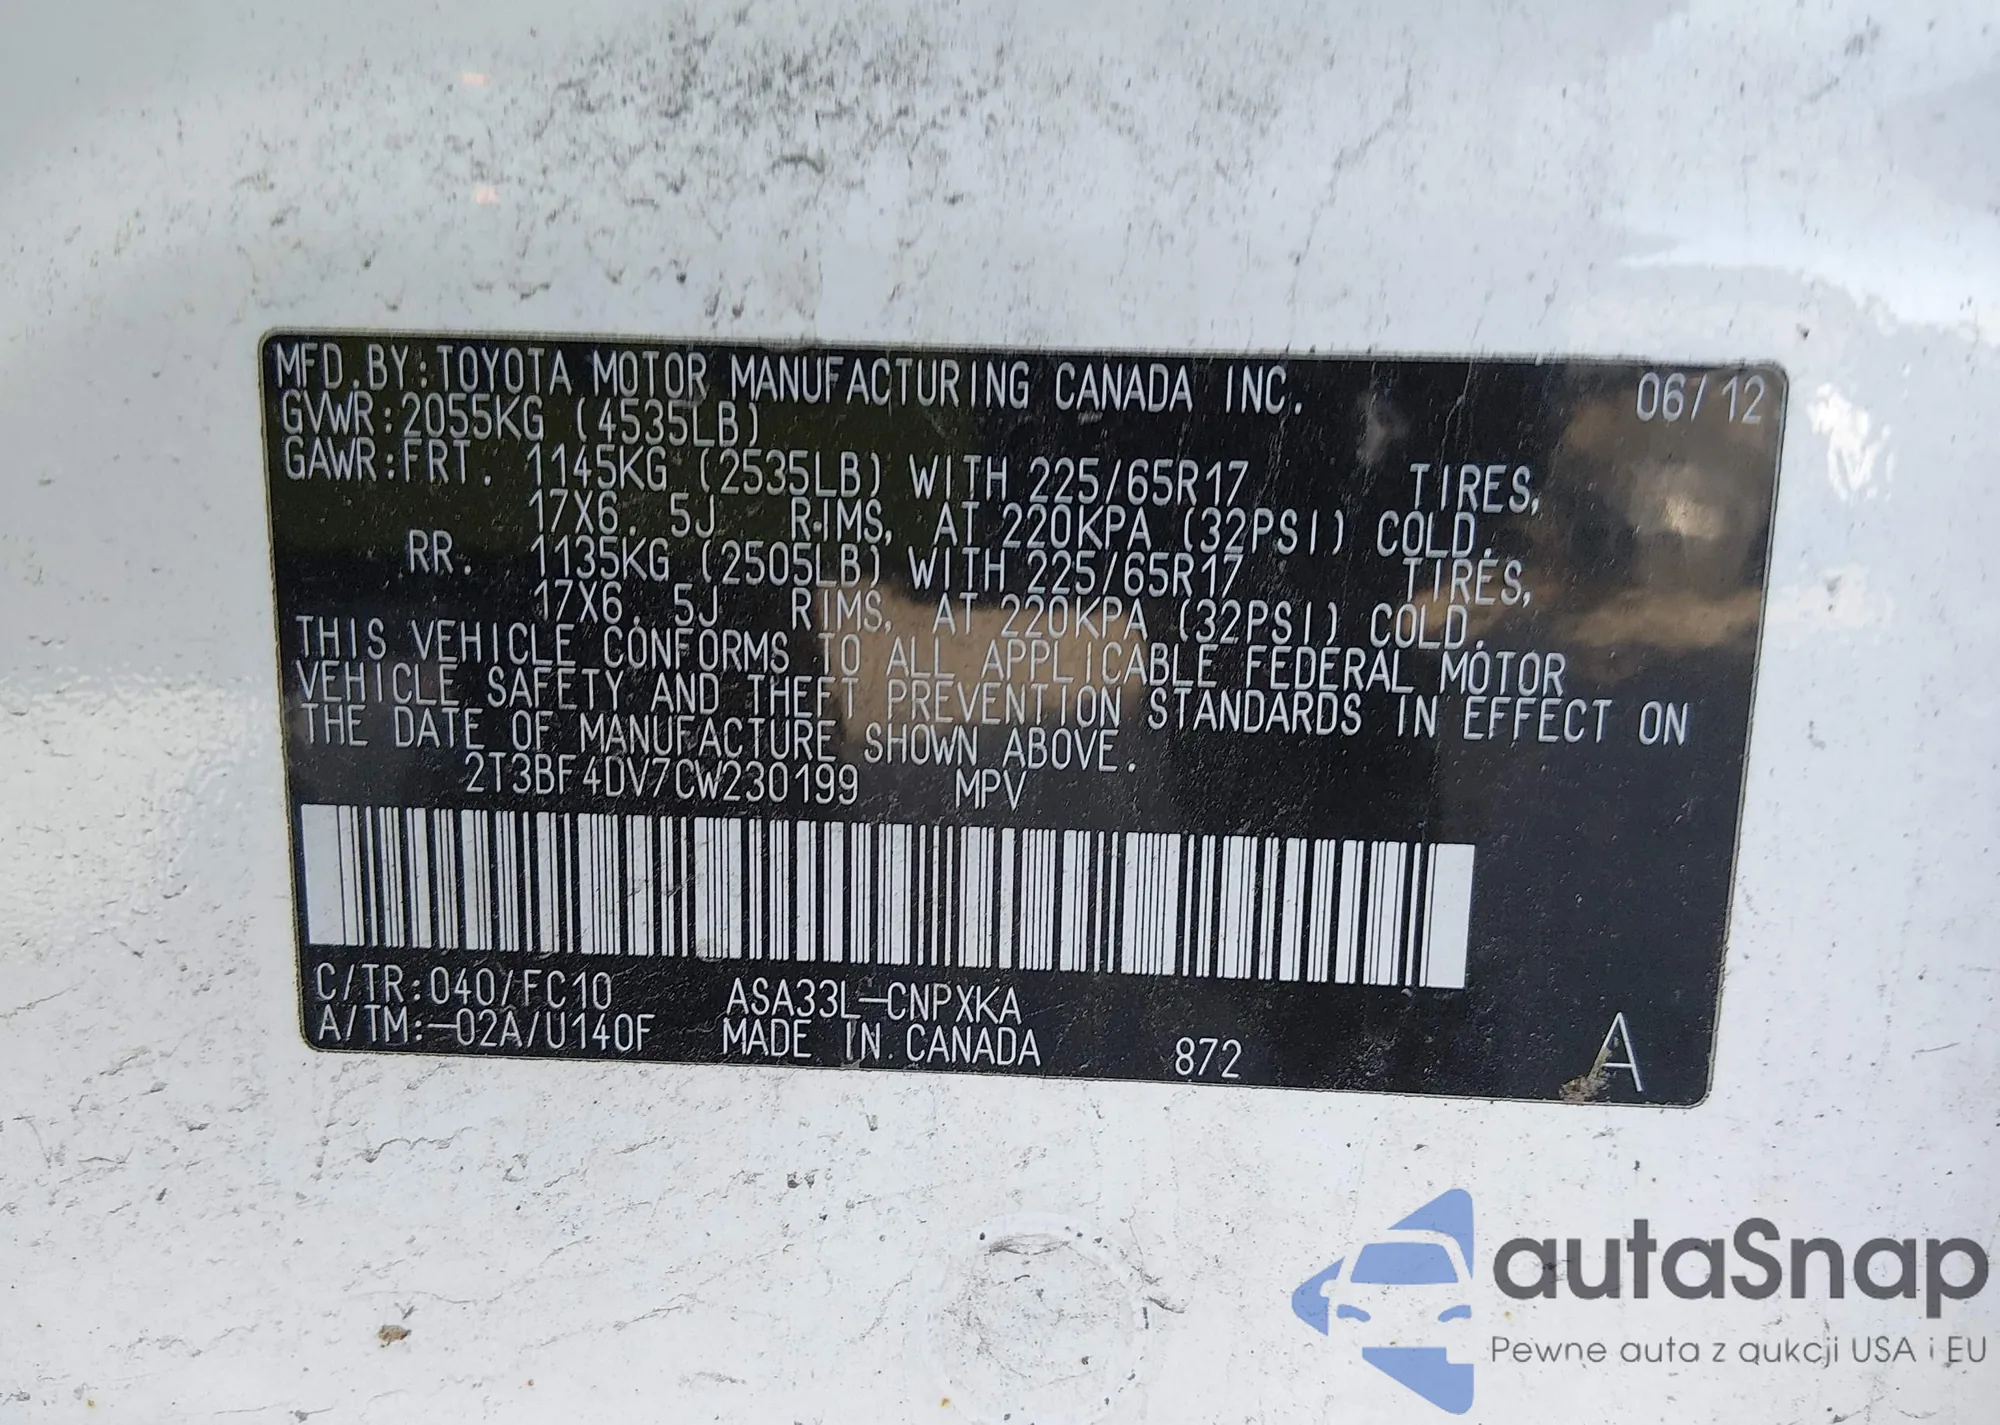 MFD.BY:TOYOTA MOTOR MANUFACTURING CANADA INC. 06/12
GVWR:2055KG (4535LB)
GAWR:FRT. 1145KG (2535LB) WITH 225/65R17 TIRES,
17X6.5J RIMS, AT 220KPA (32PSI) COLD.
RR. 1135KG (2505LB) WITH 225/65R17 TIRES,
17X6.5J RIMS, AT 220KPA (32PSI) COLD.
THIS VEHICLE CONFORMS TO ALL APPLICABLE FEDERAL MOTOR
VEHICLE SAFETY AND THEFT PREVENTION STANDARDS IN EFFECT ON
THE DATE OF MANUFACTURE SHOWN ABOVE.
2T3BF4DV7CW230199 MPV
C/TR:040/FC10 ASA33L-CNPXKA
A/TM:-02A/U140F MADE IN CANADA 872 A
autaSnap
Pewne auta z aukcji USA i EU